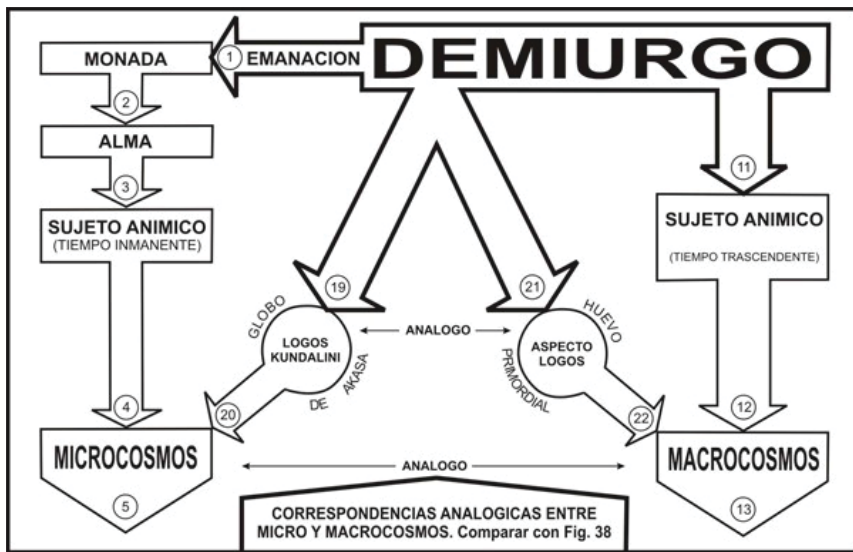 DEMIURGO
1 EMANACION
MONADA
2
ALMA
3
SUJETO ANIMICO
(TIEMPO INMANENTE)
4
MICROCOSMOS
5
19
GLOBO
DE AKASA
LOGOS
KUNDALINI
20
ANALOGO
21
HUEVO
PRIMORDIAL
ASPECTO
LOGOS
22
11
SUJETO ANIMICO
(TIEMPO TRASCENDENTE)
12
MACROCOSMOS
13
ANALOGO
CORRESPONDENCIAS ANALOGICAS ENTRE
MICRO Y MACROCOSMOS. Comparar con Fig. 38